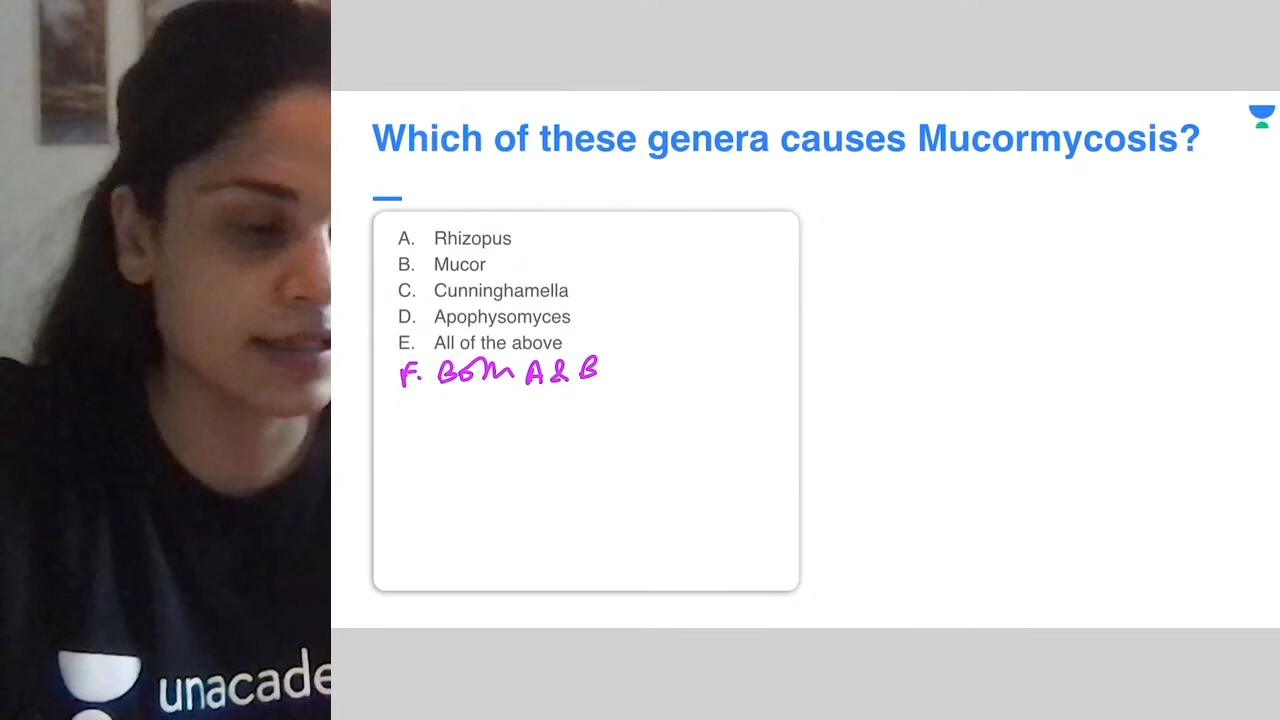 Which of these genera causes Mucormycosis?
A. Rhizopus
B. Mucor
C. Cunninghamella
D. Apophysomyces
E. All of the above
F. Both A & B
unacade